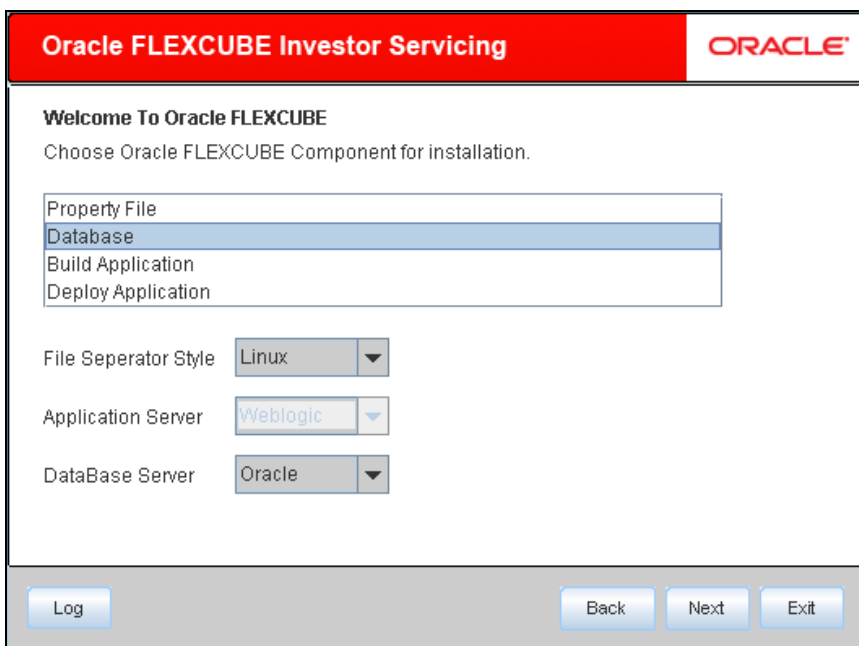 Oracle FLEXCUBE Investor Servicing
ORACLE
Welcome To Oracle FLEXCUBE
Choose Oracle FLEXCUBE Component for installation.
Property File
Database
Build Application
Deploy Application
File Seperator Style Linux
Application Server Weblogic
DataBase Server Oracle
Log Back Next Exit